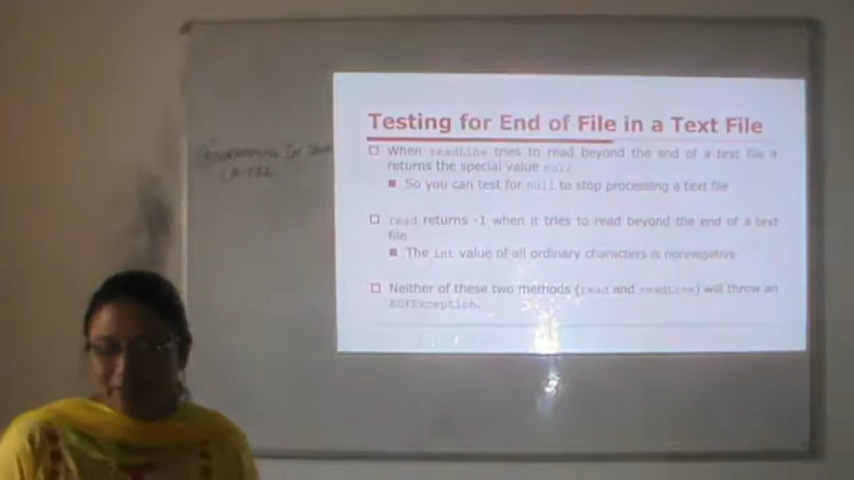 PROGRAMMING IN JAVA
Testing for End of File in a Text File
When readLine tries to read beyond the end of a text file it
returns the special value null.
So you can test for null to stop processing a text file
read returns -1 when it tries to read beyond the end of a text
file
The int value of all ordinary characters is nonnegative
Neither of these two methods (read and readLine) will throw an
EOFException.